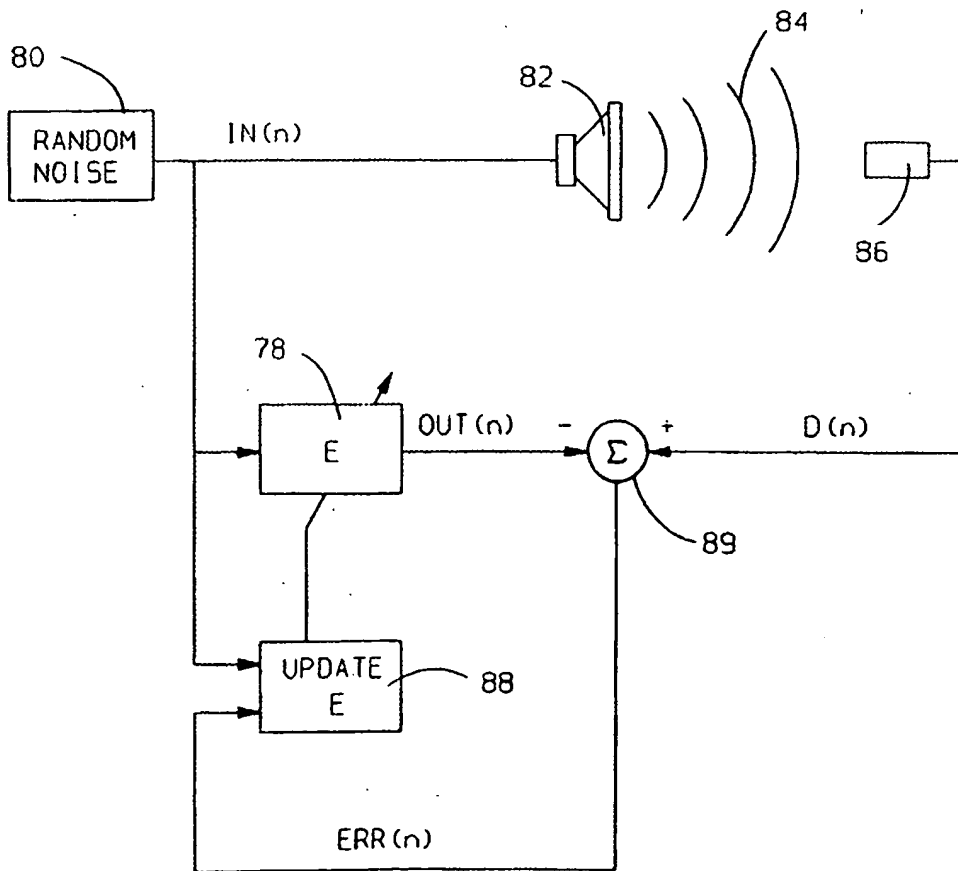 80
84
82
RANDOM
NOISE
IN(n)
86
78
E
OUT(n)
-
+
D(n)
Σ
89
UPDATE
E
88
ERR(n)